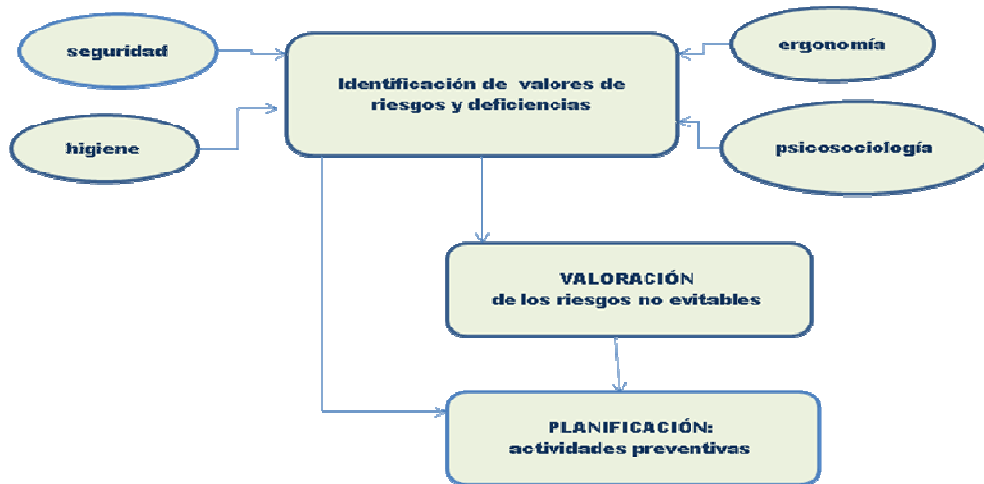 seguridad
ergonomía
Identificación de valores de
riesgos y deficiencias
higiene
psicosociología
VALORACIÓN
de los riesgos no evitables
PLANIFICACIÓN:
actividades preventivas